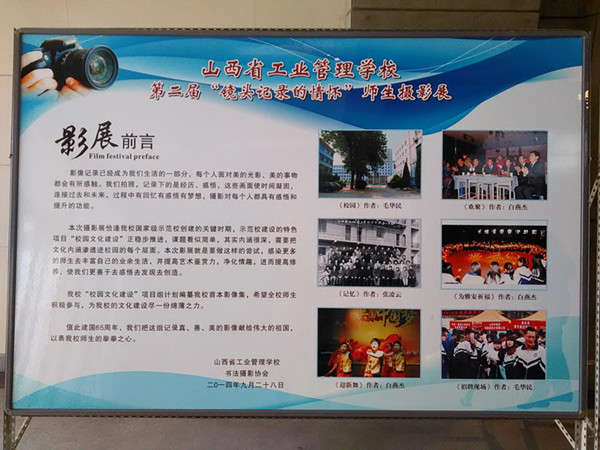 山西省工业管理学校
第二届“镜头记录的情怀”师生摄影展
影展前言
Film festival preface
影像记录已经成为我们生活的一部分，每个人面对美的光影、美的事物
都会有所感触。我们拍照，记录下的是经历、感悟，这些画面使时间凝固，
连接过去和未来，过程中有回忆有感悟有梦想，摄影对每个人都具有感悟和
提升的功能。
本次摄影展恰逢我校国家级示范校创建的关键时期，示范校建设的特色
项目“校园文化建设”正稳步推进，课题看似简单，其实内涵很深，需要把
文化内涵渗透进校园的每个层面。本次影展就是要做这样的尝试，感染更多
的师生去丰富自己的业余生活，并提高艺术鉴赏力，净化情趣，进而提高修
养，使我们更善于去感悟去发现去创造。
我校“校园文化建设”项目组计划编纂我校首本影像集，希望全校师生
积极参与，为我校的文化建设尽一份绵薄之力。
值此建国65周年，我们把这组记录真、善、美的影像献给伟大的祖国，
以表我校师生的拳拳之心。
山西省工业管理学校
书法摄影协会
二〇一四年九月二十八日
《校园》作者：毛华民
《欢聚》作者：白燕杰
《记忆》作者：张凌云
《为雅安祈福》作者：白燕杰
中国梦
《迎新舞》作者：白燕杰
《招聘现场》作者：毛华民